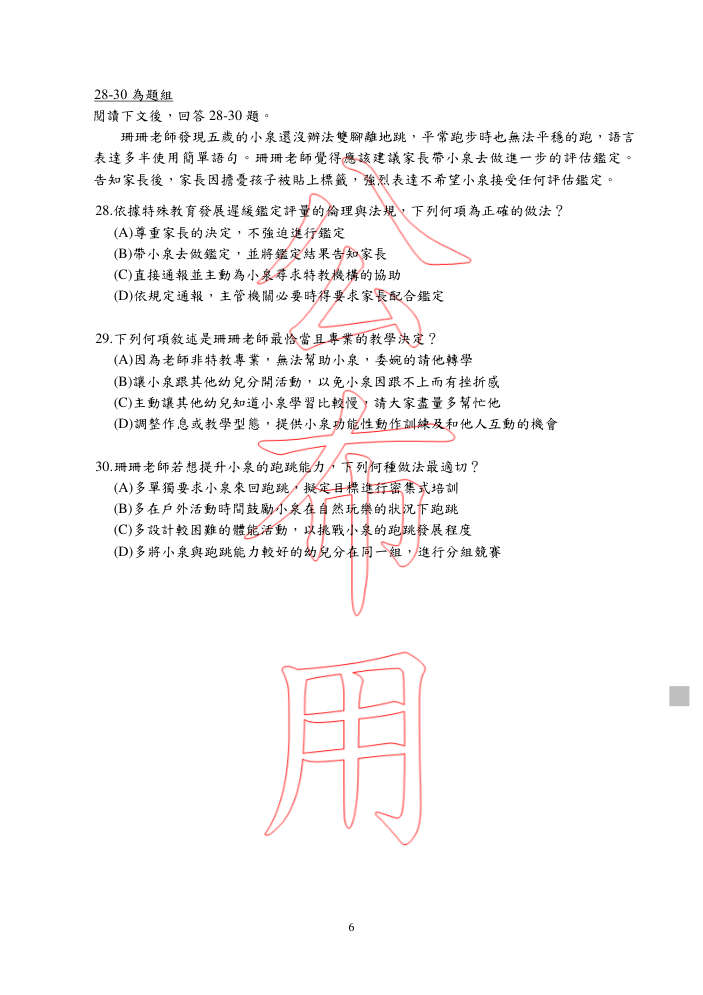 28-30 為題組
閱讀下文後，回答 28-30 題。
珊珊老師發現五歲的小泉還沒辦法雙腳離地跳，平常跑步時也無法平穩的跑，語言
表達多半使用簡單語句。珊珊老師覺得應該建議家長帶小泉去做進一步的評估鑑定。
告知家長後，家長因擔憂孩子被貼上標籤，強烈表達不希望小泉接受任何評估鑑定。
28.依據特殊教育發展遲緩鑑定評量的倫理與法規，下列何項為正確的做法？
(A)尊重家長的決定，不強迫進行鑑定
(B)帶小泉去做鑑定，並將鑑定結果告知家長
(C)直接通報並主動為小泉尋求特教機構的協助
(D)依規定通報，主管機關必要時得要求家長配合鑑定
29.下列何項敘述是珊珊老師最恰當且專業的教學決定？
(A)因為老師非特教專業，無法幫助小泉，委婉的請他轉學
(B)讓小泉跟其他幼兒分開活動，以免小泉因跟不上而有挫折感
(C)主動讓其他幼兒知道小泉學習比較慢，請大家盡量多幫忙他
(D)調整作息或教學型態，提供小泉功能性動作訓練及和他人互動的機會
30.珊珊老師若想提升小泉的跑跳能力，下列何種做法最適切？
(A)多單獨要求小泉來回跑跳，擬定目標進行密集式培訓
(B)多在戶外活動時間鼓勵小泉在自然玩樂的狀況下跑跳
(C)多設計較困難的體能活動，以挑戰小泉的跑跳發展程度
(D)多將小泉與跑跳能力較好的幼兒分在同一組，進行分組競賽
公布用
6